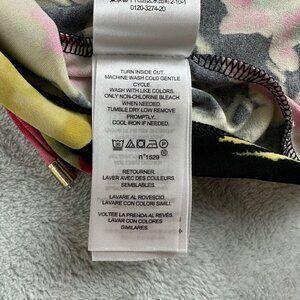 0120-3274-20
TURN INSIDE OUT.
MACHINE WASH COLD GENTLE
CYCLE.
WASH WITH LIKE COLORS.
ONLY NON-CHLORINE BLEACH
WHEN NEEDED.
TUMBLE DRY LOW REMOVE
PROMPTLY.
COOL IRON IF NEEDED.
n°1529
RETOURNER.
LAVER AVEC DES COULEURS
SEMBLABLES.
LAVARE AL ROVESCIO.
LAVARE CON COLORI SIMILI.
VOLTEE LA PRENDA AL REVÉS.
LAVAR CON COLORES
SIMILARES.